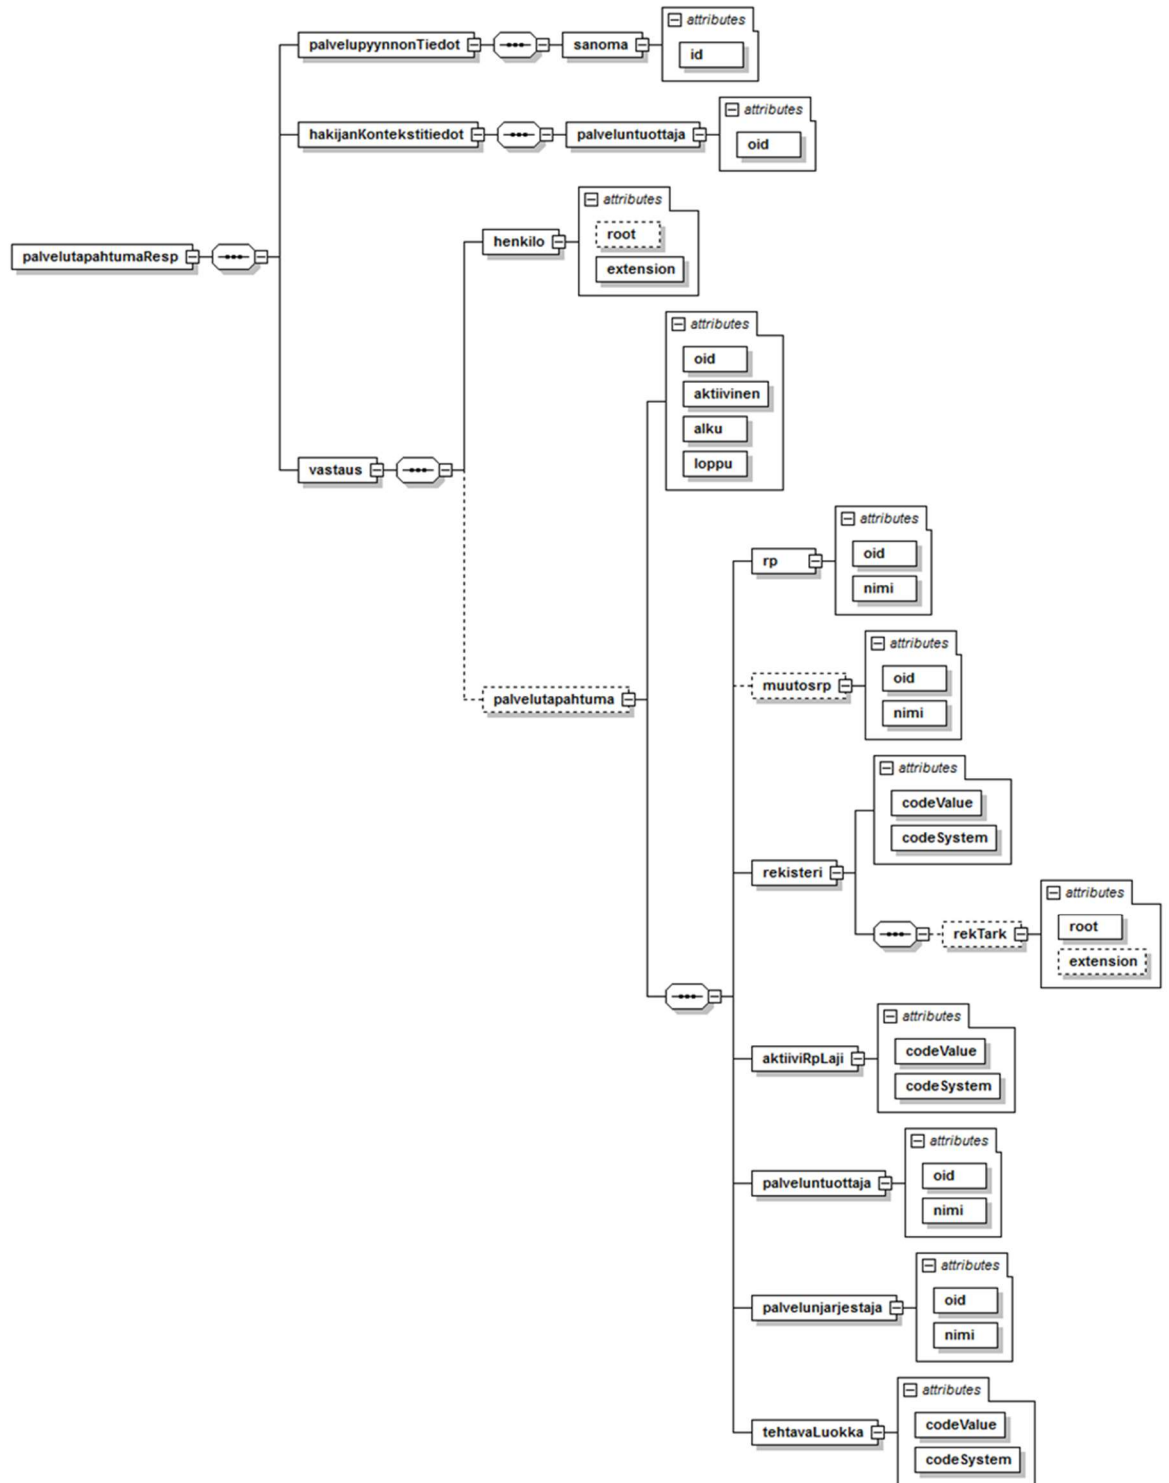 attributes
palvelupyynnonTiedot
sanoma
id
attributes
hakijanKontekstitiedot
palveluntuottaja
oid
attributes
root
henkilo
palvelutapahtumaResp
extension
attributes
oid
aktiivinen
alku
loppu
vastaus
attributes
rp
oid
nimi
attributes
oid
muutosrp
palvelutapahtuma
nimi
attributes
codeValue
codeSystem
rekisteri
attributes
root
rekTark
extension
attributes
codeValue
aktiiviRpLaji
codeSystem
attributes
oid
palveluntuottaja
nimi
attributes
oid
palvelunjarjestaja
nimi
attributes
codeValue
tehtavaLuokka
codeSystem